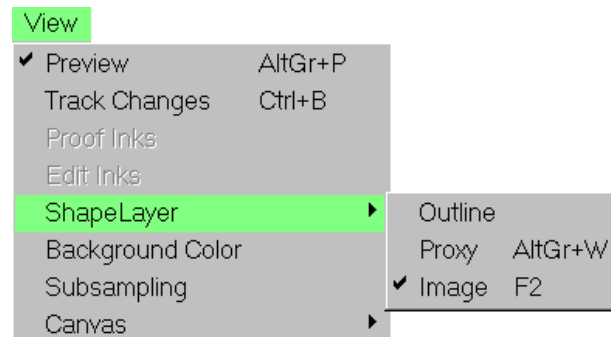 View
Preview AltGr+P
Track Changes Ctrl+B
Proof Inks
Edit Inks
ShapeLayer
Outline
Background Color
Proxy AltGr+W
Subsampling
Image F2
Canvas